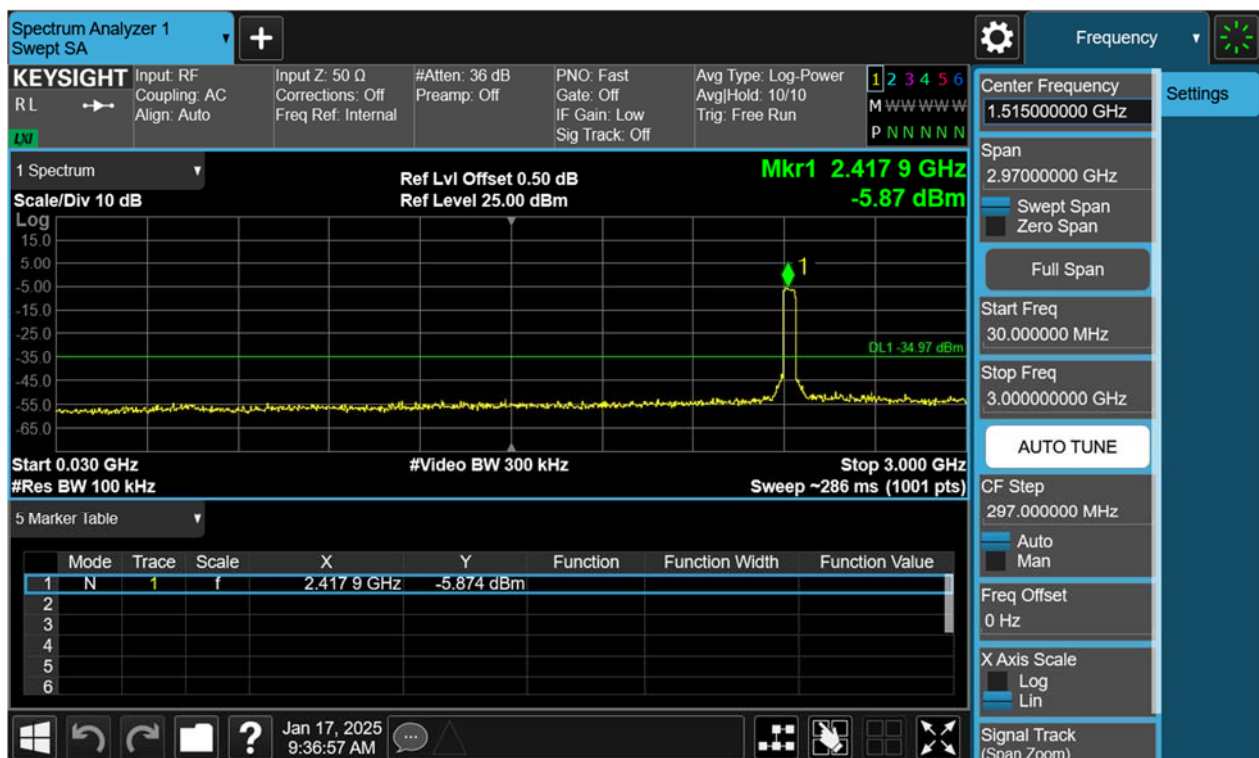 Spectrum Analyzer 1
Swept SA
+
Frequency
KEYSIGHT
RL
LXI
Input: RF
Coupling: AC
Align: Auto
Input Z: 50 Ω
Corrections: Off
Freq Ref: Internal
#Atten: 36 dB
Preamp: Off
PNO: Fast
Gate: Off
IF Gain: Low
Sig Track: Off
Avg Type: Log-Power
Avg|Hold: 10/10
Trig: Free Run
1 2 3 4 5 6
M W W W W W
P N N N N N
1 Spectrum
Scale/Div 10 dB
Ref Lvl Offset 0.50 dB
Ref Level 25.00 dBm
Mkr1 2.417 9 GHz
-5.87 dBm
Log
15.0
5.00
-5.00
-15.0
-25.0
-35.0
-45.0
-55.0
-65.0
1
DL1 -34.97 dBm
Start 0.030 GHz
#Video BW 300 kHz
Stop 3.000 GHz
#Res BW 100 kHz
Sweep ~286 ms (1001 pts)
5 Marker Table
Mode Trace Scale X Y Function Function Width Function Value
1 N 1 f 2.417 9 GHz -5.874 dBm
2
3
4
5
6
?
Jan 17, 2025
9:36:57 AM
Center Frequency
1.515000000 GHz
Settings
Span
2.97000000 GHz
Swept Span
Zero Span
Full Span
Start Freq
30.000000 MHz
Stop Freq
3.000000000 GHz
AUTO TUNE
CF Step
297.000000 MHz
Auto
Man
Freq Offset
0 Hz
X Axis Scale
Log
Lin
Signal Track
(Span Zoom)